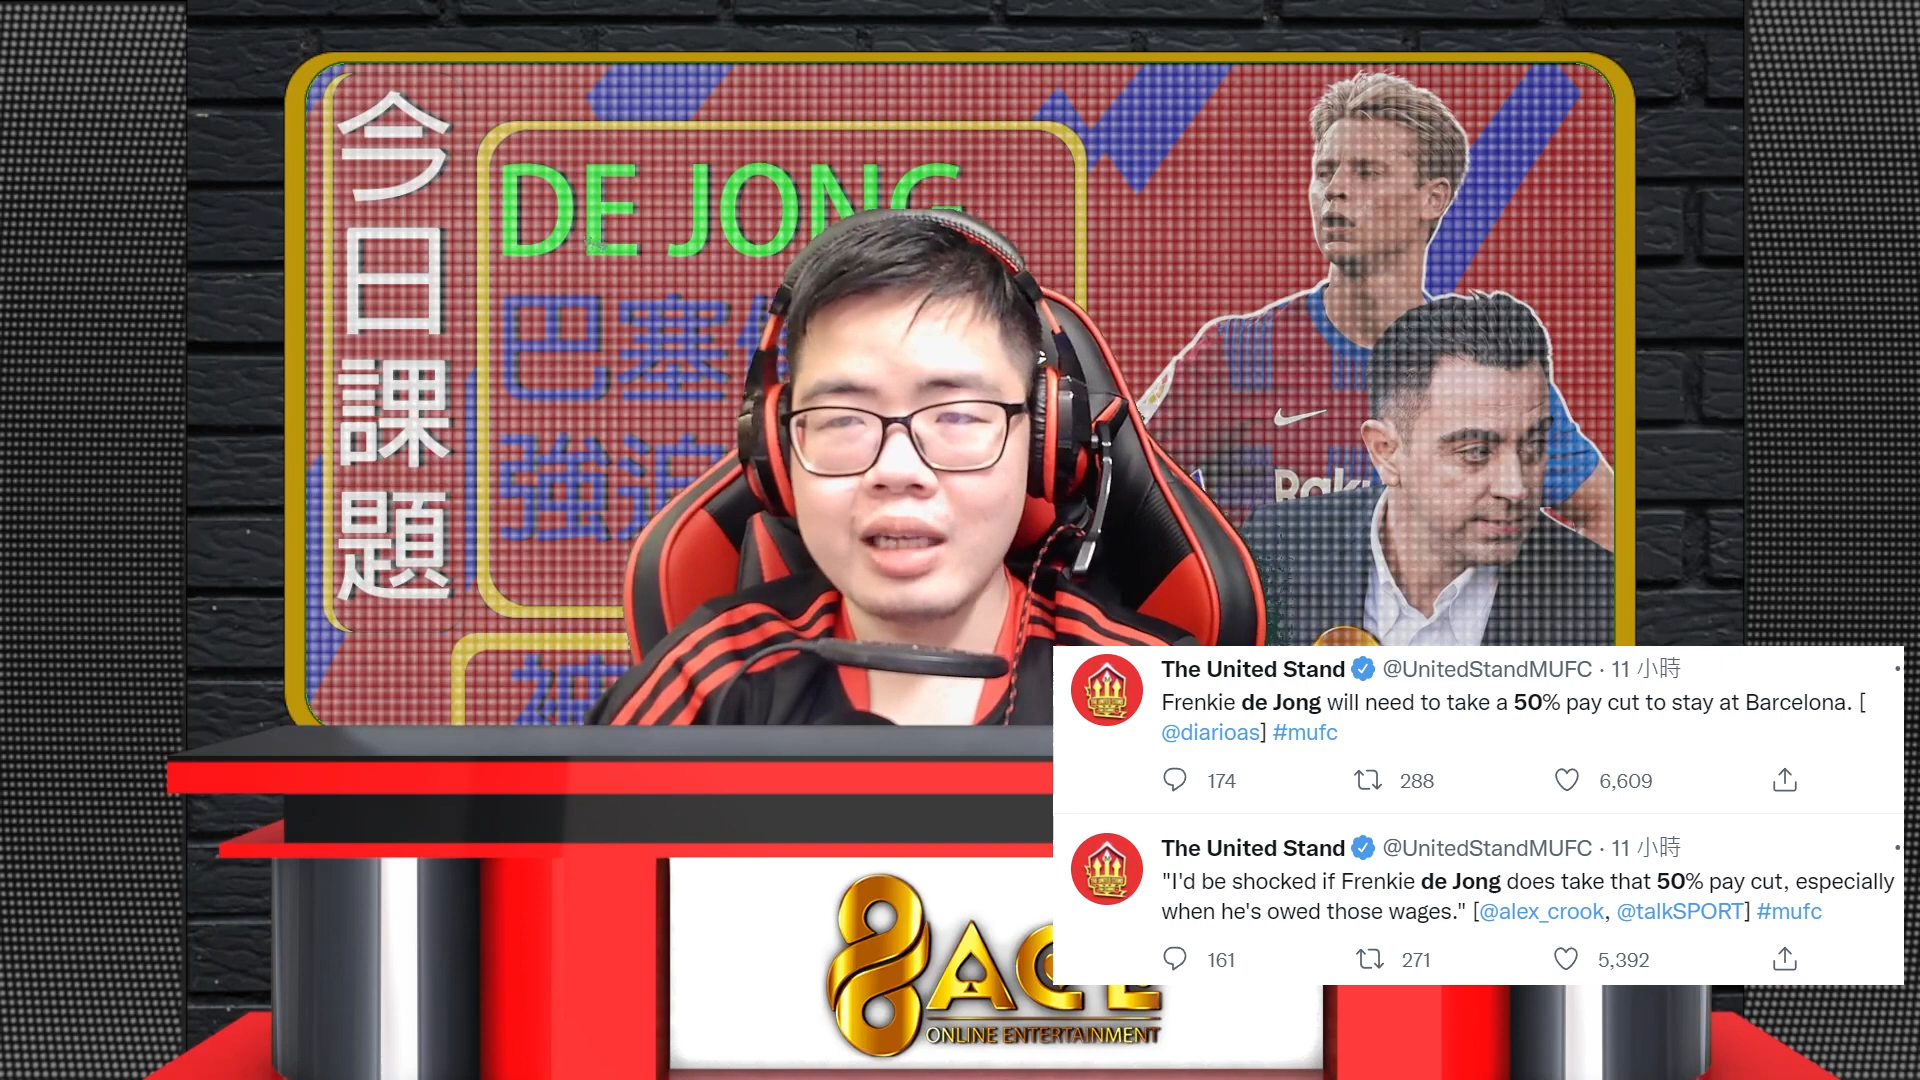 今日課題
DE JONG
巴塞
強迫
The United Stand @UnitedStandMUFC · 11 小時
Frenkie de Jong will need to take a 50% pay cut to stay at Barcelona. [
@diarioas] #mufc
174 288 6,609
The United Stand @UnitedStandMUFC · 11 小時
"I'd be shocked if Frenkie de Jong does take that 50% pay cut, especially
when he's owed those wages." [@alex_crook, @talkSPORT] #mufc
161 271 5,392
8ACE
ONLINE ENTERTAINMENT